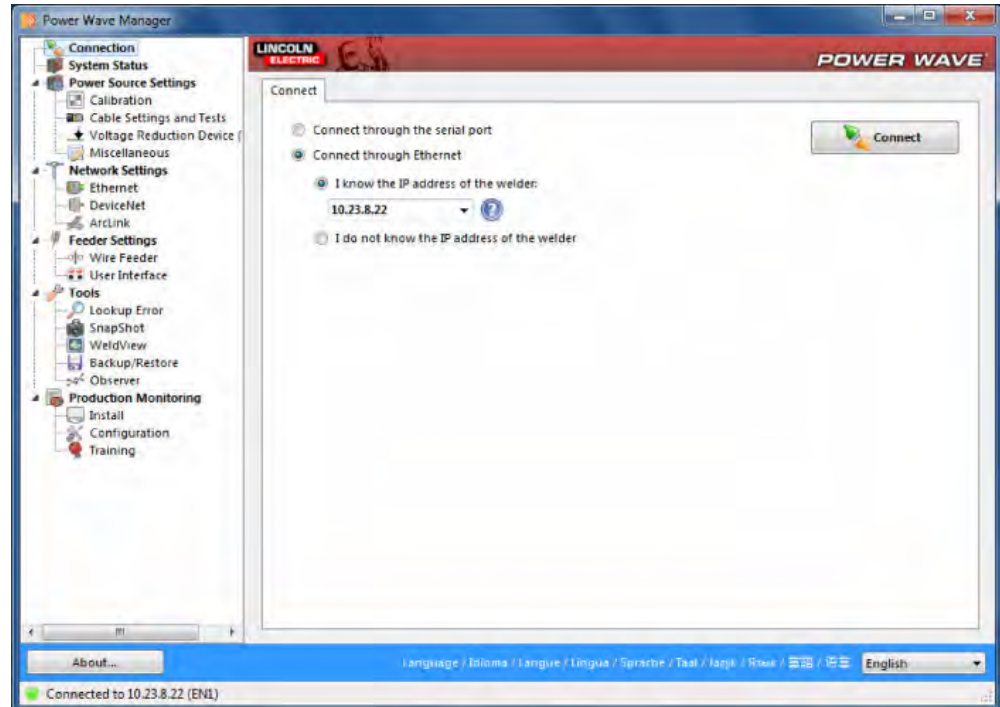 Power Wave Manager
Connection
System Status
Power Source Settings
Calibration
Cable Settings and Tests
Voltage Reduction Device (
Miscellaneous
Network Settings
Ethernet
DeviceNet
ArcLink
Feeder Settings
Wire Feeder
User Interface
Tools
Lookup Error
SnapShot
WeldView
Backup/Restore
Observer
Production Monitoring
Install
Configuration
Training
LINCOLN
ELECTRIC
POWER WAVE
Connect
Connect through the serial port
Connect
Connect through Ethernet
I know the IP address of the welder:
10.23.8.22
?
I do not know the IP address of the welder
About...
Language / Idioma / Langue / Lingua / Sprache / Taal /
English
Connected to 10.23.8.22 (EN1)